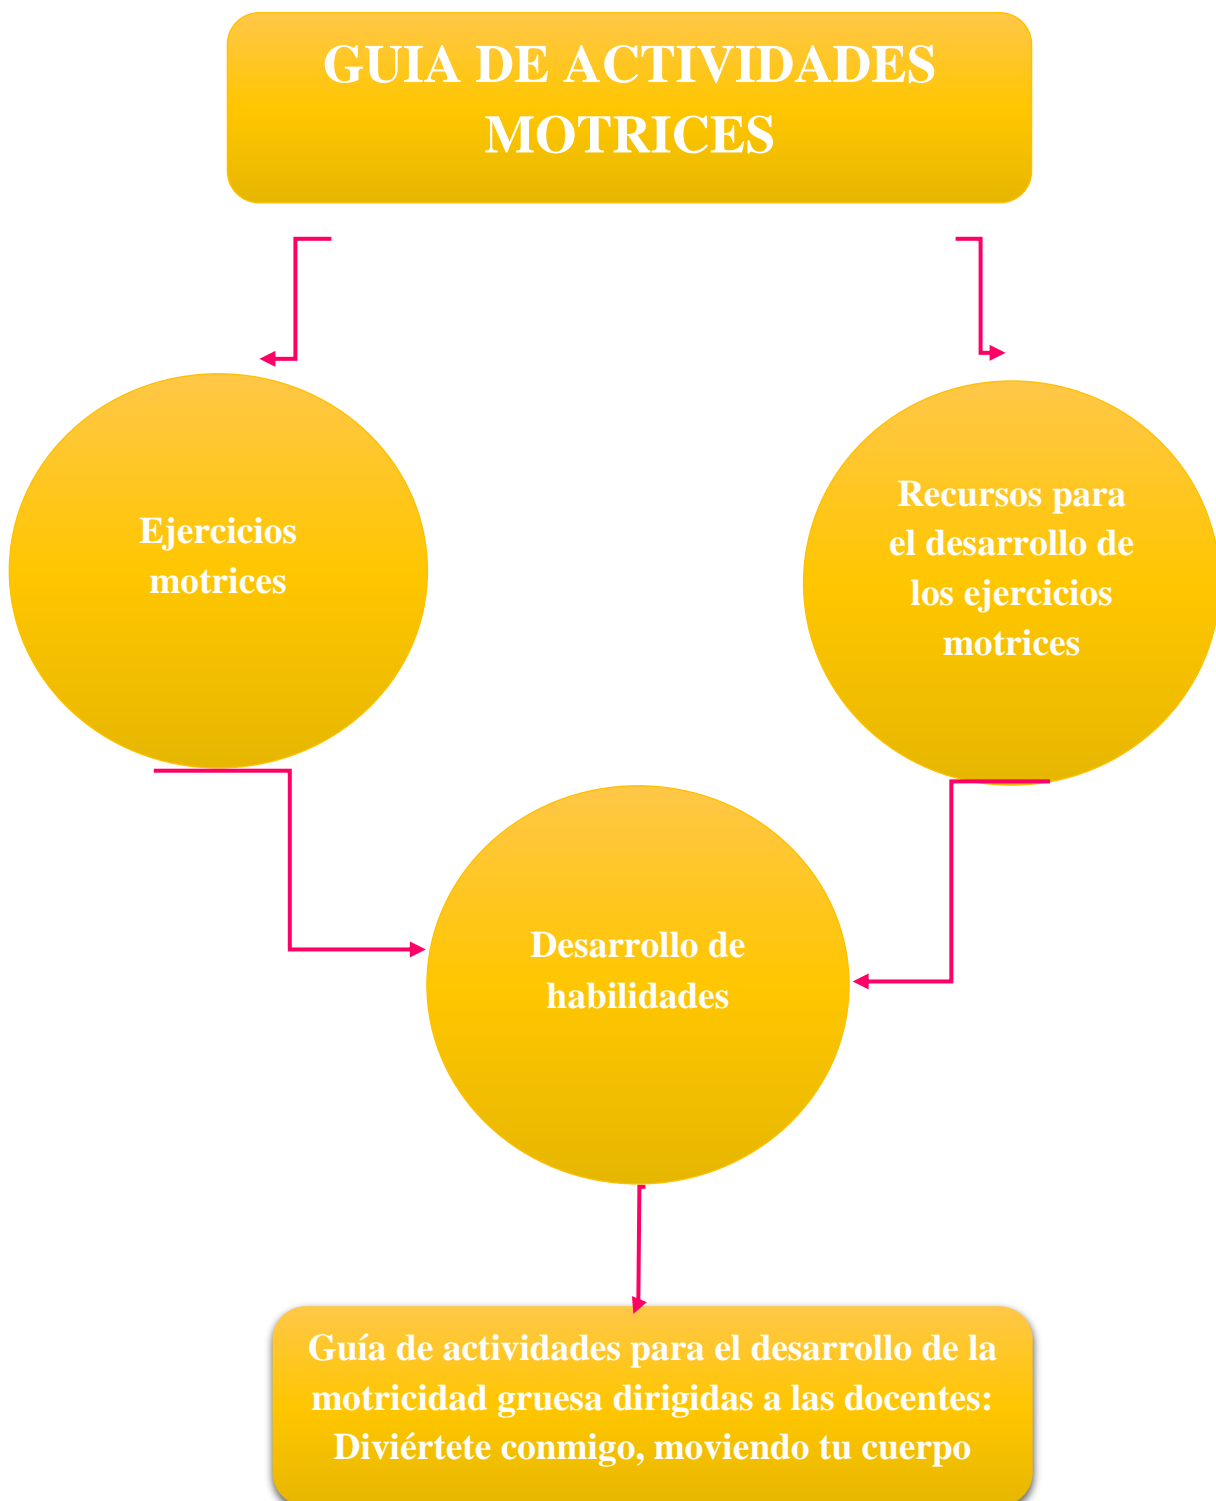 GUIA DE ACTIVIDADES
MOTRICES
Ejercicios
motrices
Recursos para
el desarrollo de
los ejercicios
motrices
Desarrollo de
habilidades
Guía de actividades para el desarrollo de la
motricidad gruesa dirigidas a las docentes:
Diviértete conmigo, moviendo tu cuerpo